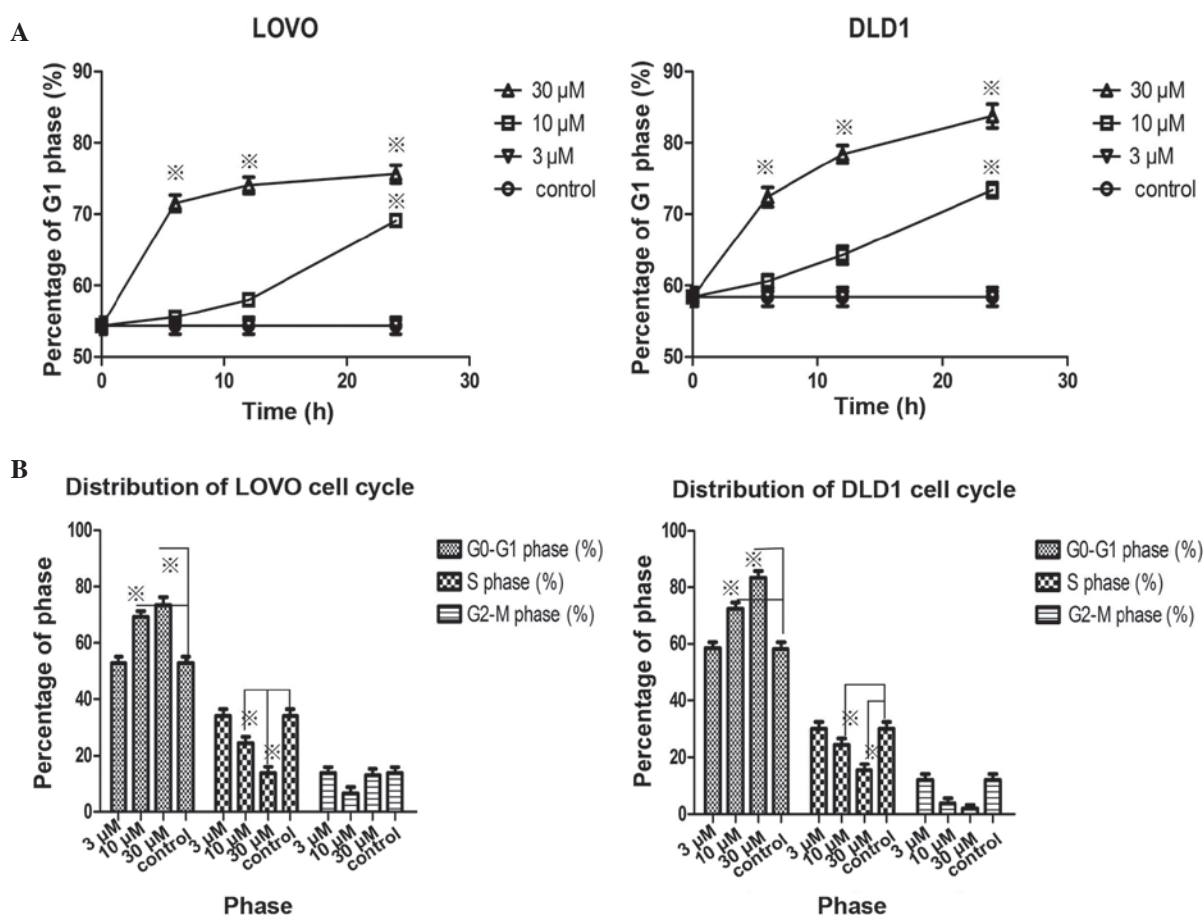 A
LOVO
Percentage of G1 phase (%)
90
80
70
60
50
0
10
20
30
Time (h)
※
※
※
※
30 µM
10 µM
3 µM
control
DLD1
Percentage of G1 phase (%)
90
80
70
60
50
0
10
20
30
Time (h)
※
※
※
※
30 µM
10 µM
3 µM
control
B
Distribution of LOVO cell cycle
Percentage of phase
100
80
60
40
20
0
※
※
※
※
3 µM
10 µM
30 µM
control
3 µM
10 µM
30 µM
control
3 µM
10 µM
30 µM
control
Phase
G0-G1 phase (%)
S phase (%)
G2-M phase (%)
Distribution of DLD1 cell cycle
Percentage of phase
100
80
60
40
20
0
※
※
※
※
3 µM
10 µM
30 µM
control
3 µM
10 µM
30 µM
control
3 µM
10 µM
30 µM
control
Phase
G0-G1 phase (%)
S phase (%)
G2-M phase (%)